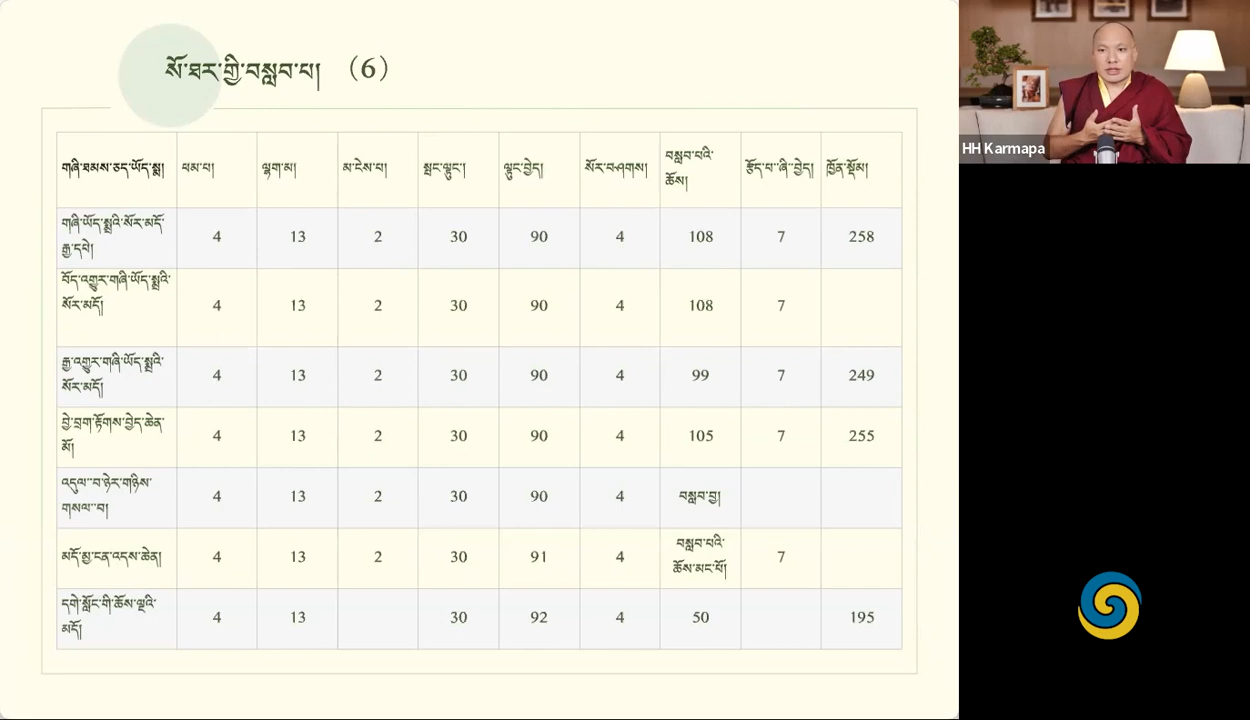 སོ་ཐར་གྱི་བསླབ་པ། （6）
HH Karmapa
གཞི་ཐམས་ཅད་ཡོད་སྨྲ། ཕམ་པ། ལྷག་མ། མ་ངེས་པ། སྤང་ལྟུང་། ལྟུང་བྱེད། སོར་བཤགས། བསླབ་པའི་ རྩོད་པ་ཞི་བྱེད། ཁྱོན་སྡོམ།
ཆོས།
གཞི་ཡོད་སྨྲའི་སོར་མདོ་
རྒྱ་དཔེ། 4 13 2 30 90 4 108 7 258
བོད་འགྱུར་གཞི་ཡོད་སྨྲའི་
སོར་མདོ། 4 13 2 30 90 4 108 7
རྒྱ་འགྱུར་གཞི་ཡོད་སྨྲའི་
སོར་མདོ། 4 13 2 30 90 4 99 7 249
བྱེ་བྲག་རྟོགས་བྱེད་ཆེན་
མོ། 4 13 2 30 90 4 105 7 255
འདུལ་བ་ཉེར་གཉིས་
གསལ་བ། 4 13 2 30 90 4 བསླབ་བྱ།
མདོ་མྱ་ངན་འདས་ཆེན། 4 13 2 30 91 4 བསླབ་པའི་ 7
ཆོས་མང་པོ།
དགེ་སློང་གི་ཆོས་ལྔའི་
མདོ། 4 13 30 92 4 50 195